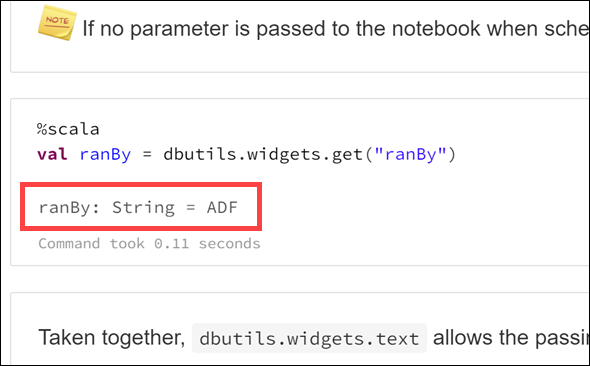 NOTE If no parameter is passed to the notebook when sche
%scala
val ranBy = dbutils.widgets.get("ranBy")
ranBy: String = ADF
Command took 0.11 seconds
Taken together, dbutils.widgets.text allows the passin